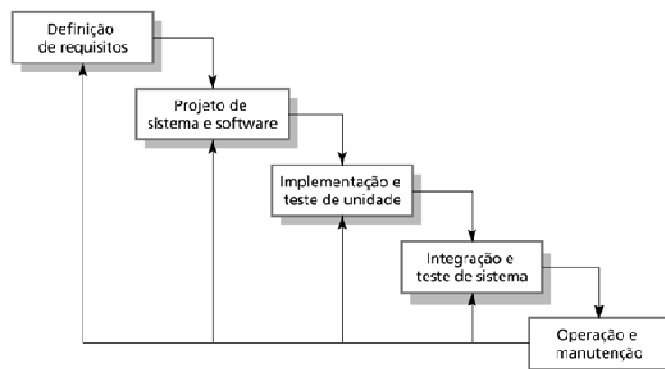 Definição
de requisitos
Projeto de
sistema e software
Implementação e
teste de unidade
Integração e
teste de sistema
Operação e
manutenção